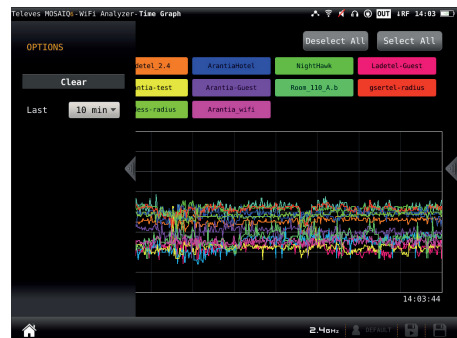 Televes MOSAIQ6-WiFi Analyzer-Time Graph
OUT iRF 14:03
OPTIONS
Deselect All Select All
detel_2.4 ArantiaHotel NightHawk Ladetel-Guest
Clear
ntia-test Arantia-Guest Room_110_A.b gsertel-radius
Last 10 min
ess-radius Arantia_wifi
14:03:44
2.4GHz DEFAULT